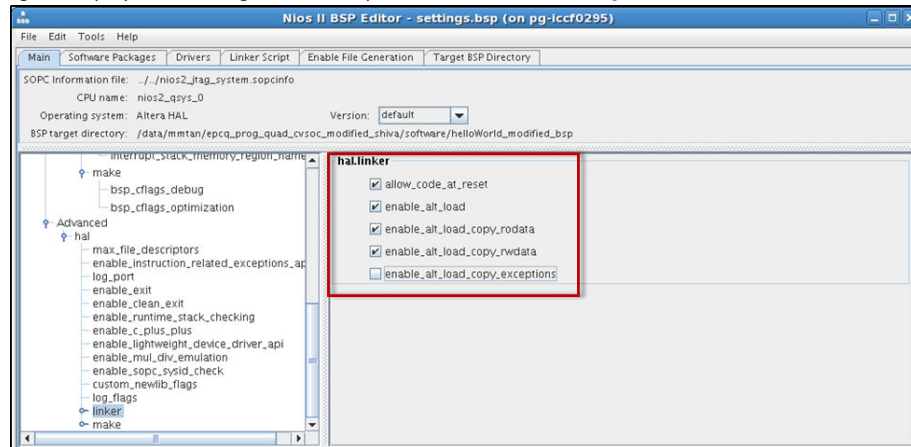 Nios II BSP Editor - settings.bsp (on pg-iccf0295)
File Edit Tools Help
Main Software Packages Drivers Linker Script Enable File Generation Target BSP Directory
SOPC Information file: ../../nios2_jtag_system.sopcinfo
CPU name: nios2_qsys_0
Operating system: Altera HAL Version: default
BSP target directory: /data/mmtan/epcq_prog_quad_cvsoc_modified_shiva/software/helloWorld_modified_bsp
interrupt_stack_memory_region_name
make
bsp_cflags_debug
bsp_cflags_optimization
Advanced
hal
max_file_descriptors
enable_instruction_related_exceptions_ap
log_port
enable_exit
enable_clean_exit
enable_runtime_stack_checking
enable_c_plus_plus
enable_lightweight_device_driver_api
enable_mul_div_emulation
enable_sopc_sysid_check
custom_newlib_flags
log_flags
linker
make
hal.linker
allow_code_at_reset
enable_alt_load
enable_alt_load_copy_rodata
enable_alt_load_copy_rwdata
enable_alt_load_copy_exceptions